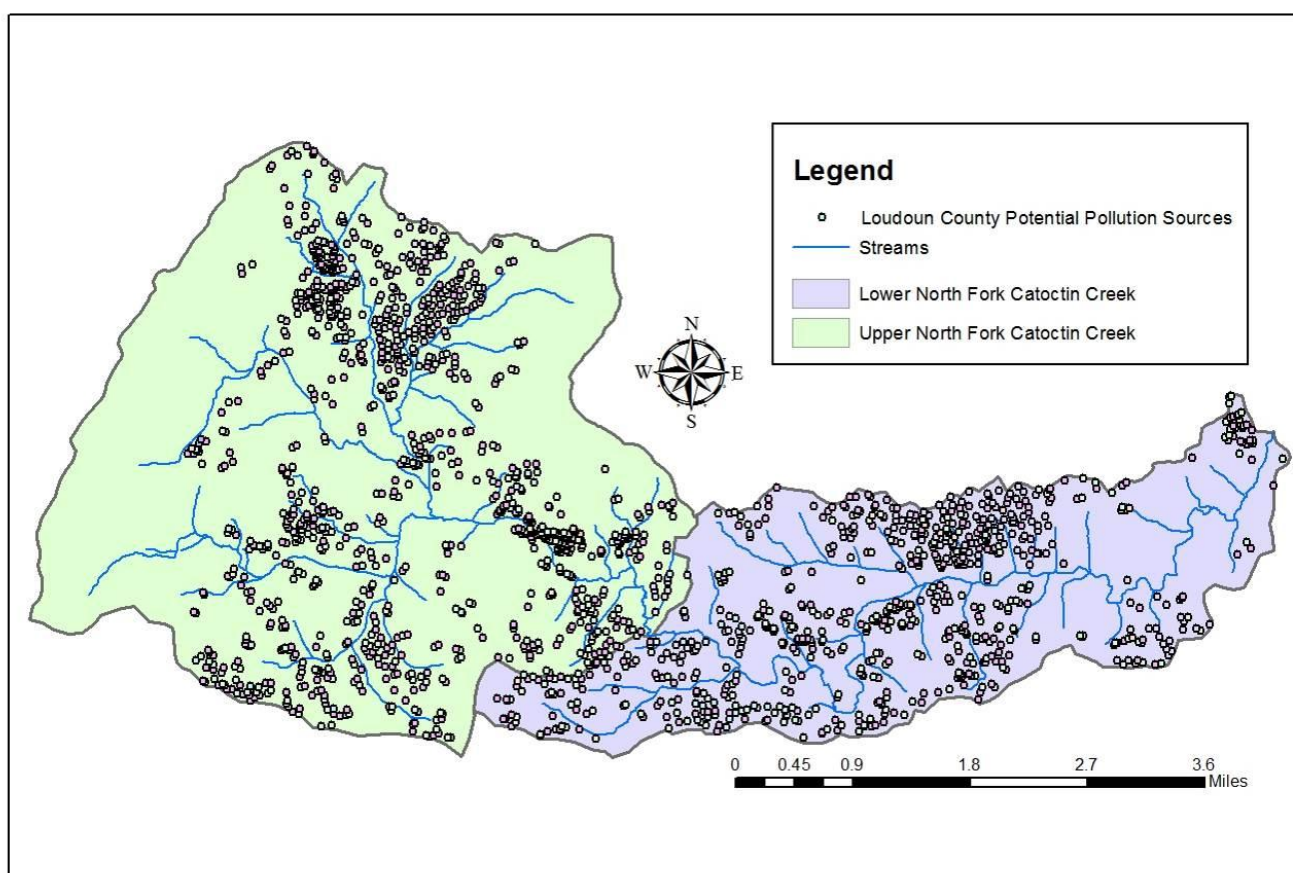 Legend
Loudoun County Potential Pollution Sources
Streams
Lower North Fork Catoctin Creek
Upper North Fork Catoctin Creek
N
W E
S
0 0.45 0.9 1.8 2.7 3.6
Miles